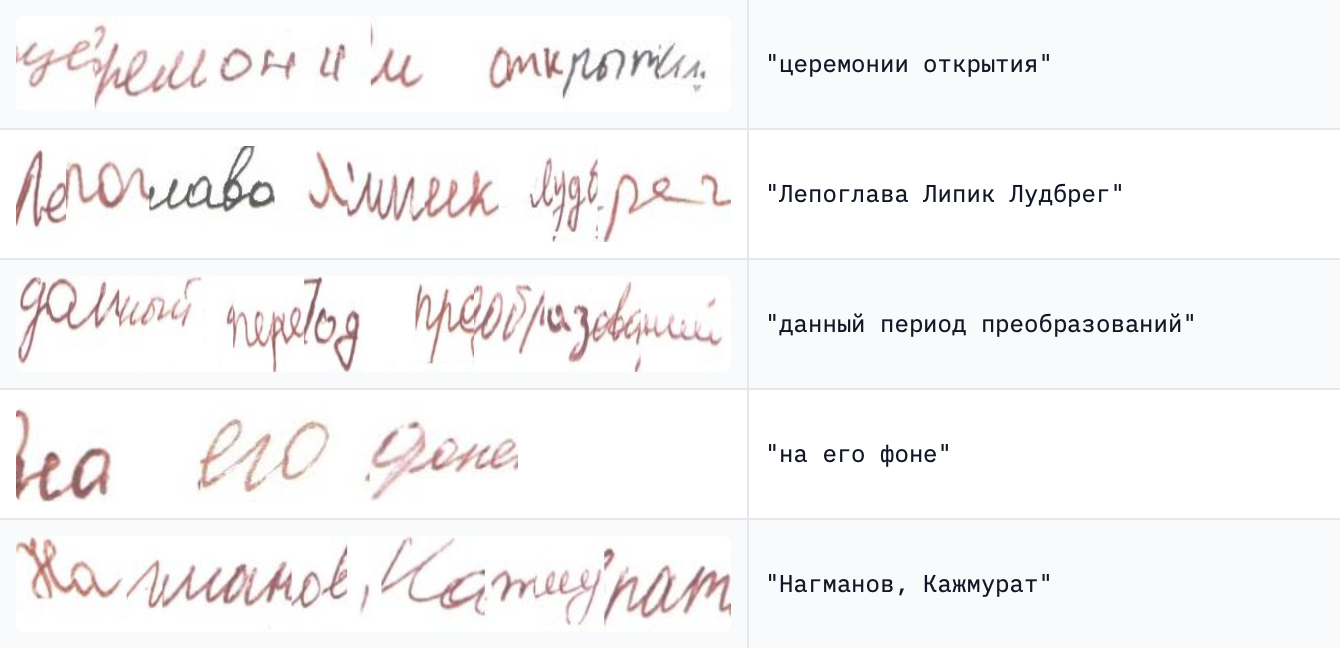 церемонии открытия "церемонии открытия"
Лепоглава Липик Лудбрег "Лепоглава Липик Лудбрег"
данный период преобразований "данный период преобразований"
на его фоне "на его фоне"
Нагманов, Кажмурат "Нагманов, Кажмурат"